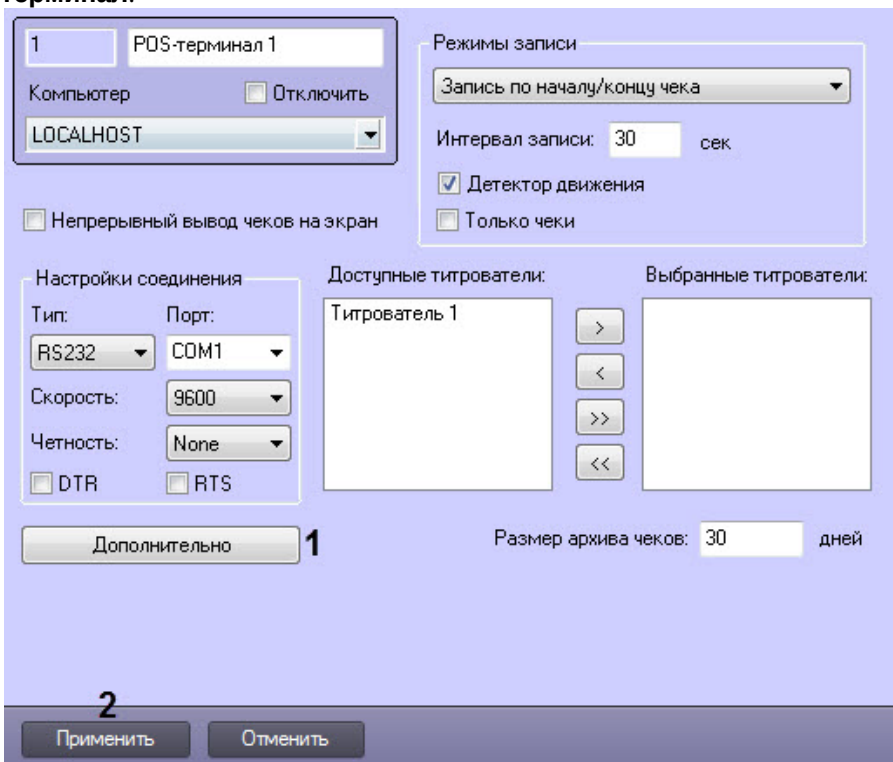 терминал.
1 POS-терминал 1
Компьютер Отключить
LOCALHOST
Непрерывный вывод чеков на экран
Режимы записи
Запись по началу/концу чека
Интервал записи: 30 сек
Детектор движения
Только чеки
Настройки соединения
Тип: Порт:
RS232 COM1
Скорость: 9600
Четность: None
DTR RTS
Доступные титрователи:
Титрователь 1
>
<
>>
<<
Выбранные титрователи:
Дополнительно 1
Размер архива чеков: 30 дней
2
Применить Отменить